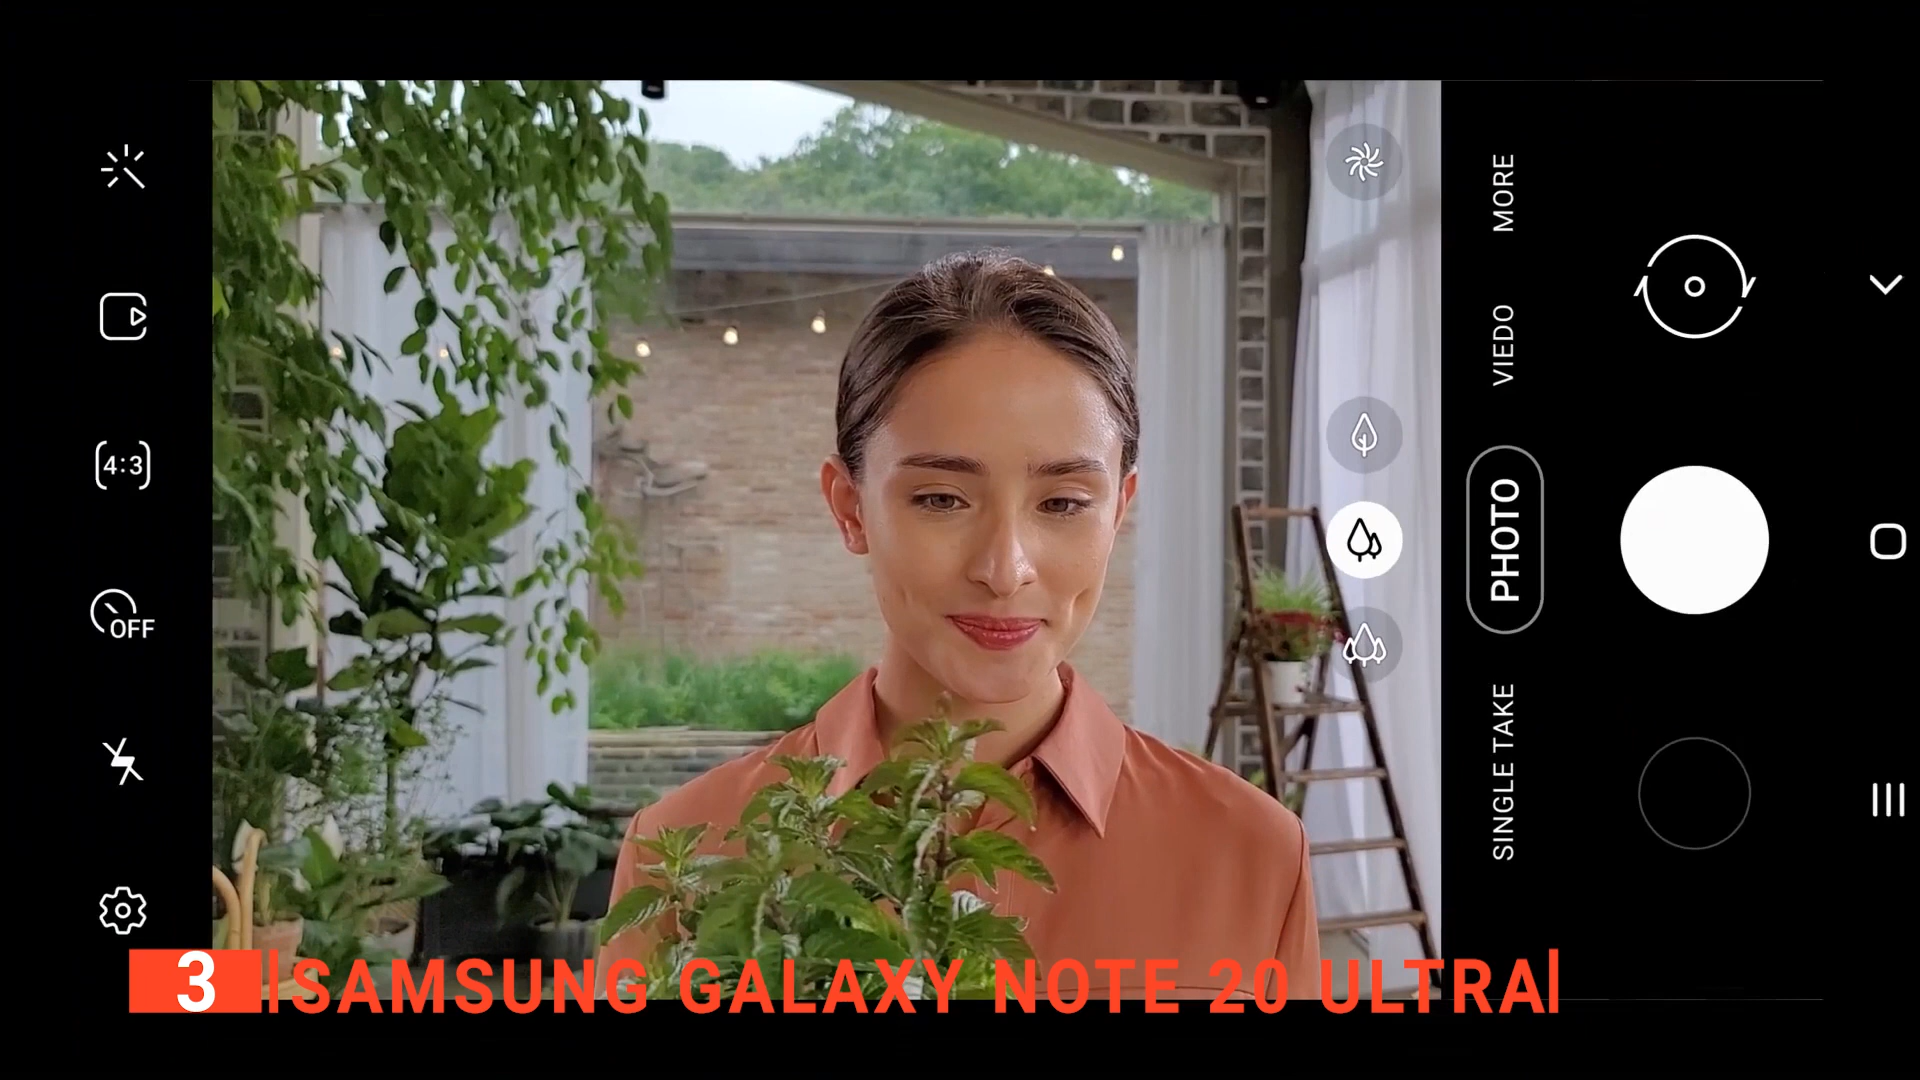 4:3
OFF
MORE
VIEDO
PHOTO
SINGLE TAKE
3 SAMSUNG GALAXY NOTE 20 ULTRA